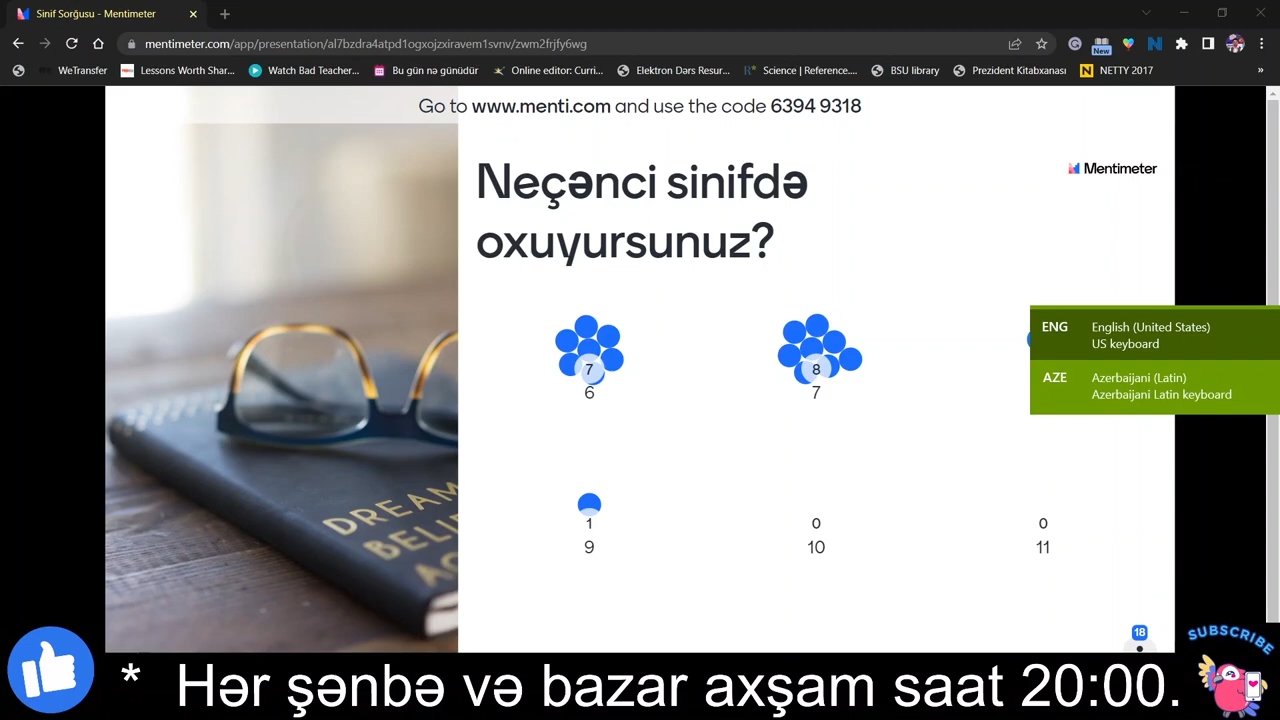 Sinif Sorğusu - Mentimeter
mentimeter.com/app/presentation/al7bzdra4atpd1ogxojzxiravem1svnv/zwm2frjfy6wg
New
WeTransfer
Lessons Worth Shar...
Watch Bad Teacher...
Bu gün nə günüdür
Online editor: Curri...
Elektron Dərs Resur...
Science | Reference....
BSU library
Prezident Kitabxanası
NETTY 2017
Go to www.menti.com and use the code 6394 9318
Neçənci sinifdə
oxuyursunuz?
Mentimeter
ENG English (United States)
US keyboard
AZE Azerbaijani (Latin)
Azerbaijani Latin keyboard
7 8
6 7
1 0 0
9 10 11
DREAM
18
SUBSCRIBE
* Hər şənbə və bazar axşam saat 20:00.